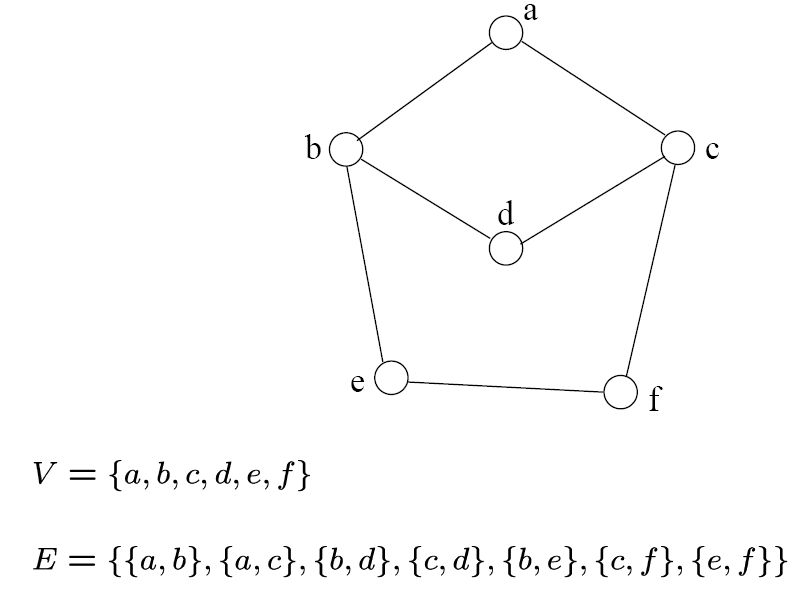 a
b
c
d
e
f
V = {a, b, c, d, e, f}
E = {{a, b}, {a, c}, {b, d}, {c, d}, {b, e}, {c, f}, {e, f}}